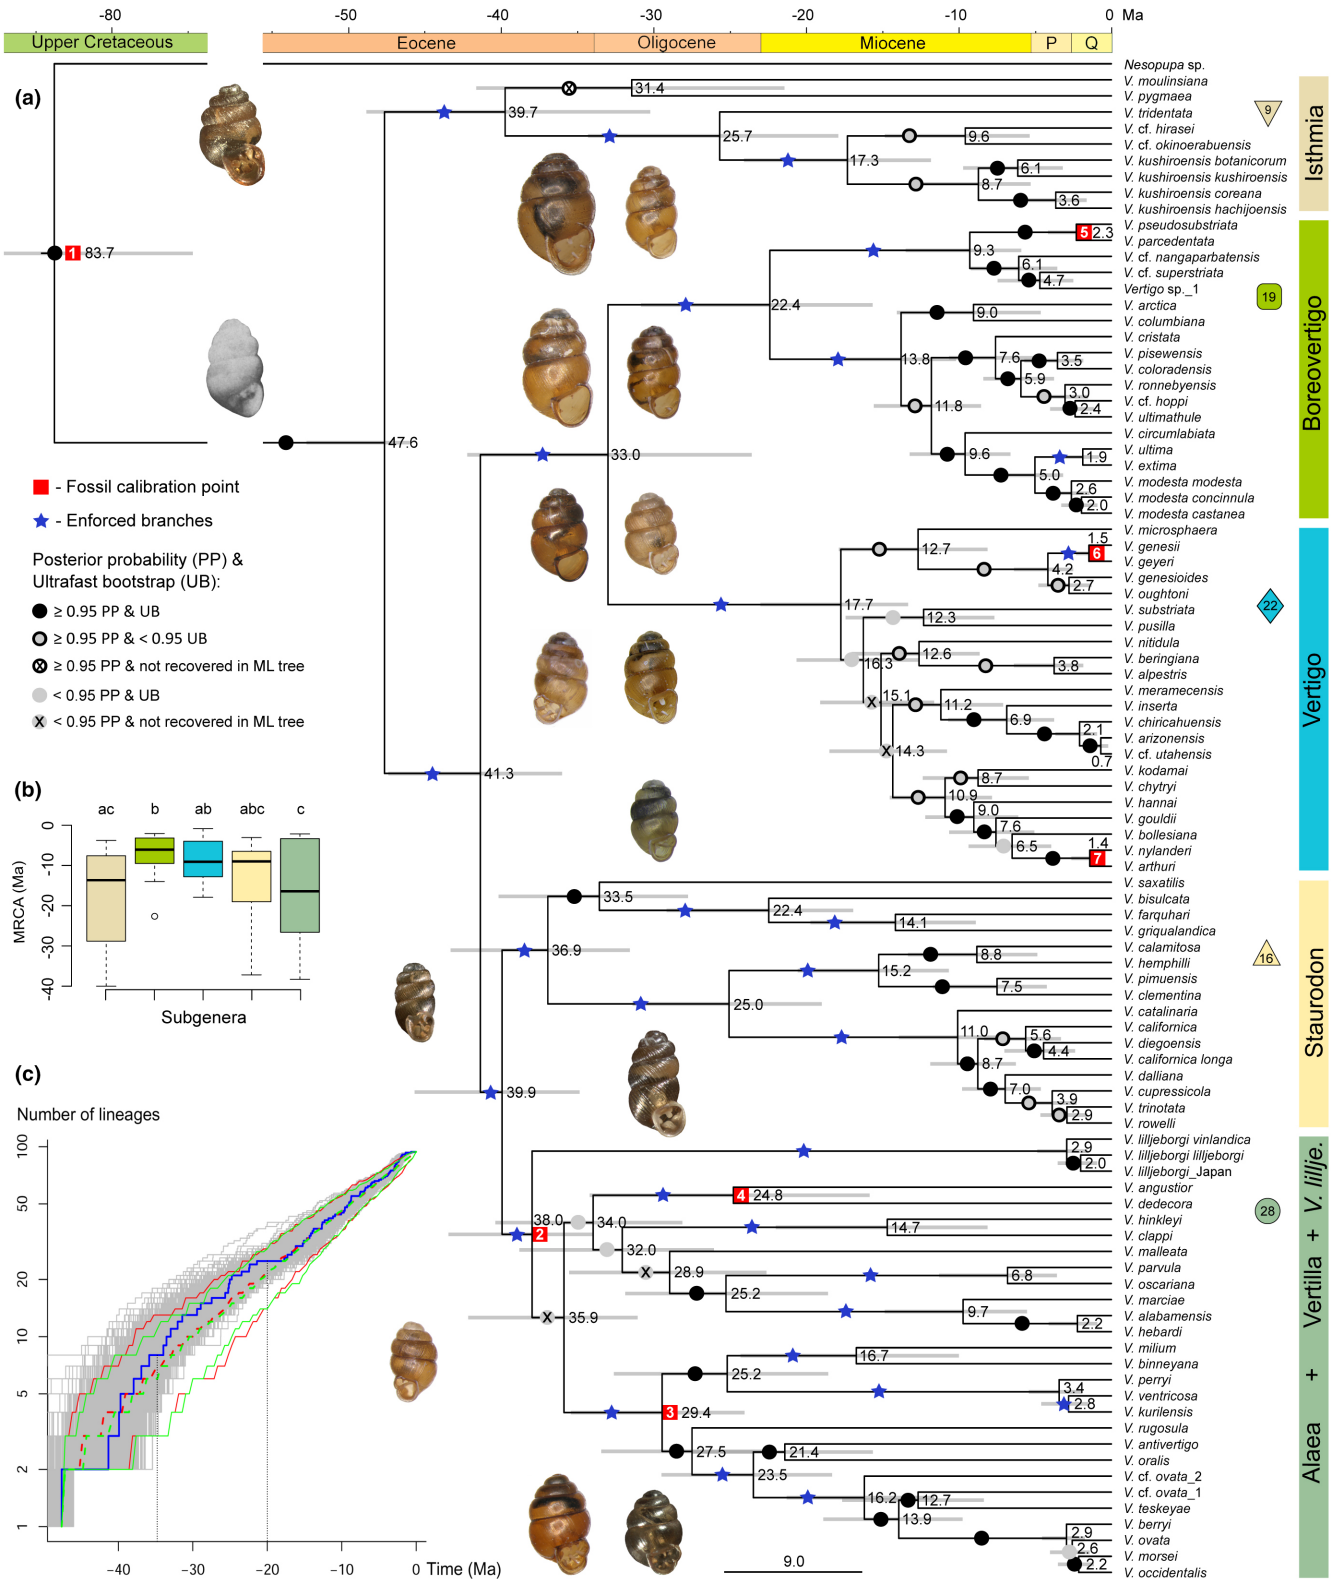 -80 -50 -40 -30 -20 -10 0 Ma
Upper Cretaceous Eocene Oligocene Miocene P Q
(a)
Nesopupa sp.
V. moulinsiana
V. pygmaea
V. tridentata
V. cf. hirasei
V. cf. okinoerabuensis
V. kushiroensis botanicorum
V. kushiroensis kushiroensis
V. kushiroensis coreana
V. kushiroensis hachijoensis
V. pseudosubstriata
V. parcedentata
V. cf. nangaparbatensis
V. cf. superstriata
Vertigo sp._1
V. arctica
V. columbiana
V. cristata
V. pisewensis
V. coloradensis
V. ronnebyensis
V. cf. hoppi
V. ultimathule
V. circumlabiata
V. ultima
V. extima
V. modesta modesta
V. modesta concinnula
V. modesta castanea
V. microsphaera
V. genesii
V. geyeri
V. genesioides
V. oughtoni
V. substriata
V. pusilla
V. nitidula
V. beringiana
V. alpestris
V. meramecensis
V. inserta
V. chiricahuensis
V. arizonensis
V. cf. utahensis
V. kodamai
V. chytryi
V. hannai
V. gouldii
V. bollesiana
V. nylanderi
V. arthuri
V. saxatilis
V. bisulcata
V. farquhari
V. griqualandica
V. calamitosa
V. hemphilli
V. pimuensis
V. clementina
V. catalinaria
V. californica
V. diegoensis
V. californica longa
V. dalliana
V. cupressicola
V. trinotata
V. rowelli
V. lilljeborgi vinlandica
V. lilljeborgi lilljeborgi
V. lilljeborgi_Japan
V. angustior
V. dedecora
V. hinkleyi
V. clappi
V. malleata
V. parvula
V. oscariana
V. marciae
V. alabamensis
V. hebardi
V. milium
V. binneyana
V. perryi
V. ventricosa
V. kurilensis
V. rugosula
V. antivertigo
V. oralis
V. cf. ovata_2
V. cf. ovata_1
V. teskeyae
V. berryi
V. ovata
V. morsei
V. occidentalis
1 83.7
47.6
39.7
31.4
25.7
17.3
9.6
8.7
6.1
3.6
41.3
33.0
22.4
9.3
5 2.3
6.1
4.7
13.8
9.0
11.8
7.6
3.5
5.9
3.0
2.4
9.6
5.0
1.9
2.6
2.0
17.7
12.7
4.2
1.5
6
2.7
16.3
12.3
15.1
12.6
3.8
14.3
11.2
6.9
2.1
0.7
10.9
8.7
9.0
7.6
6.5
1.4
7
39.9
36.9
33.5
22.4
14.1
25.0
15.2
8.8
7.5
11.0
5.6
4.4
8.7
7.0
3.9
2.9
38.0
2
2.9
2.0
35.9
34.0
4 24.8
32.0
14.7
28.9
25.2
6.8
9.7
2.2
3 29.4
25.2
16.7
3.4
2.8
27.5
23.5
21.4
16.2
12.7
13.9
2.9
2.6
2.2
9.0
9
19
22
16
28
Isthmia
Boreovertigo
Vertigo
Staurodon
Alaea + Vertilla + V. lillje.
- Fossil calibration point
- Enforced branches
Posterior probability (PP) &
Ultrafast bootstrap (UB):
≥ 0.95 PP & UB
≥ 0.95 PP & < 0.95 UB
X ≥ 0.95 PP & not recovered in ML tree
< 0.95 PP & UB
X < 0.95 PP & not recovered in ML tree
X
X
X
X
X
(b)
ac b ab abc c
0
-10
-20
-30
-40
MRCA (Ma)
Subgenera
(c)
Number of lineages
100
50
20
10
5
2
1
-40 -30 -20 -10 0 Time (Ma)